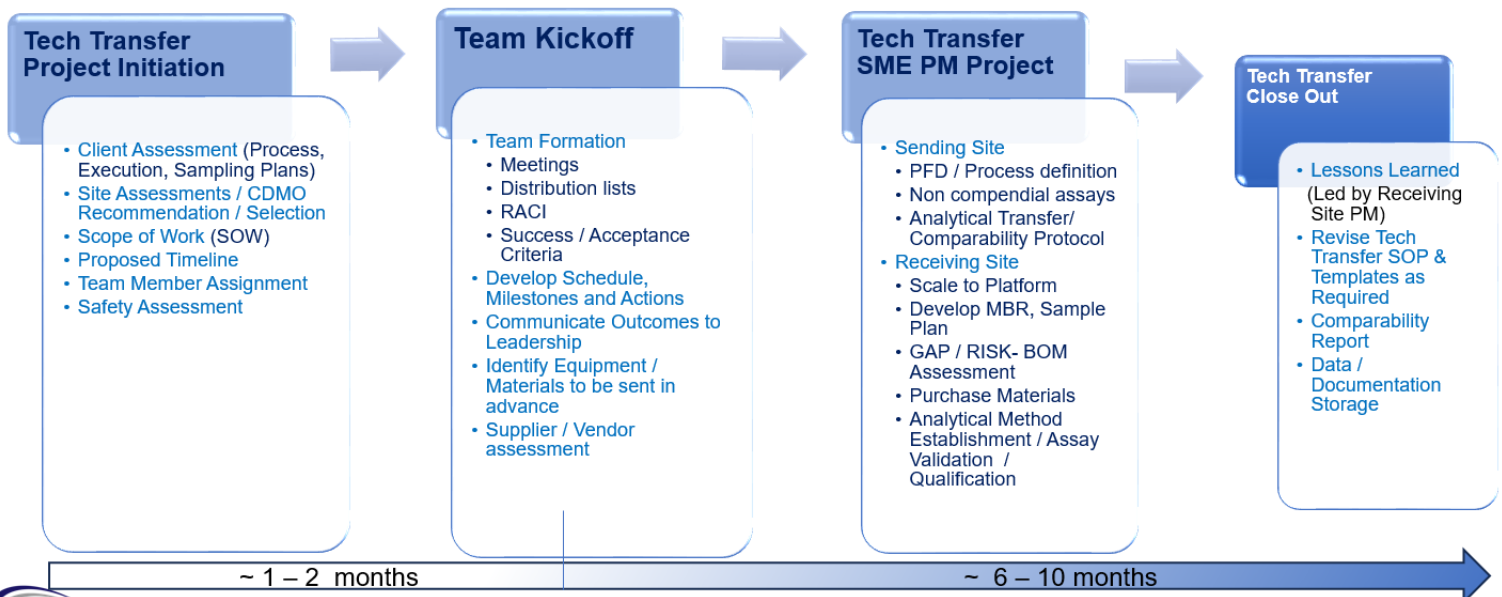 Tech Transfer
Project Initiation
• Client Assessment (Process,
Execution, Sampling Plans)
• Site Assessments / CDMO
Recommendation / Selection
• Scope of Work (SOW)
• Proposed Timeline
• Team Member Assignment
• Safety Assessment
Team Kickoff
• Team Formation
• Meetings
• Distribution lists
• RACI
• Success / Acceptance
Criteria
• Develop Schedule,
Milestones and Actions
• Communicate Outcomes to
Leadership
• Identify Equipment /
Materials to be sent in
advance
• Supplier / Vendor
assessment
Tech Transfer
SME PM Project
• Sending Site
• PFD / Process definition
• Non compendial assays
• Analytical Transfer/
Comparability Protocol
• Receiving Site
• Scale to Platform
• Develop MBR, Sample
Plan
• GAP / RISK- BOM
Assessment
• Purchase Materials
• Analytical Method
Establishment / Assay
Validation /
Qualification
Tech Transfer
Close Out
• Lessons Learned
(Led by Receiving
Site PM)
• Revise Tech
Transfer SOP &
Templates as
Required
• Comparability
Report
• Data /
Documentation
Storage
~ 1 – 2 months
~ 6 – 10 months